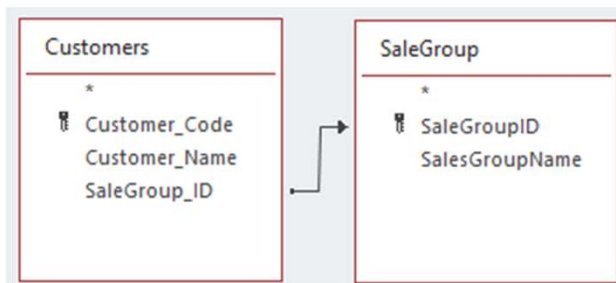 Customers
*
Customer_Code
Customer_Name
SaleGroup_ID
SaleGroup
*
SaleGroupID
SalesGroupName